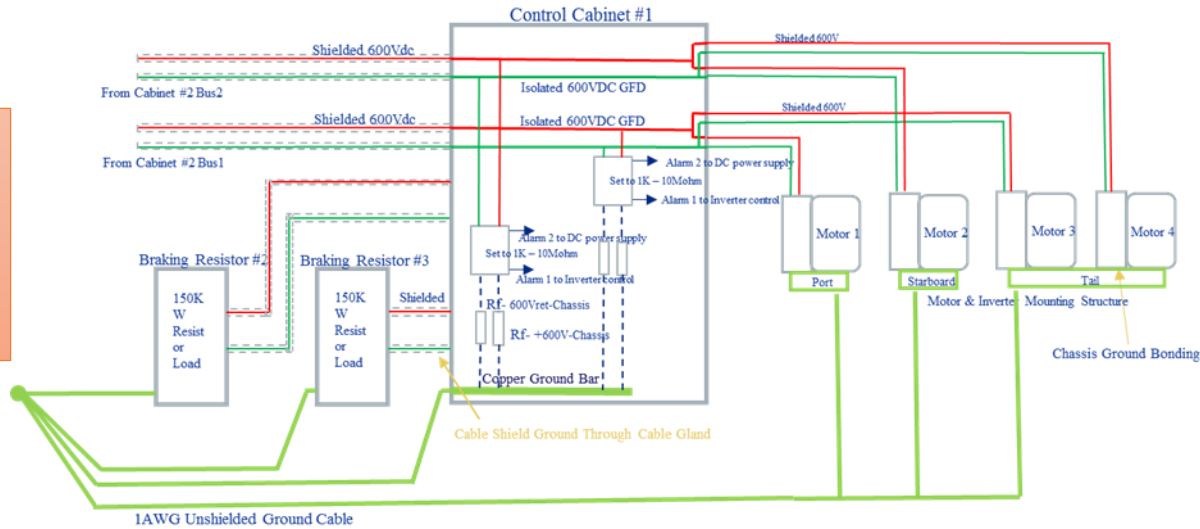 Control Cabinet #1
Shielded 600Vdc
Shielded 600V
From Cabinet #2 Bus2
Isolated 600VDC GFD
Shielded 600Vdc
Isolated 600VDC GFD
Shielded 600V
From Cabinet #2 Bus1
Alarm 2 to DC power supply
Set to 1K – 10Mohm
Alarm 1 to Inverter control
Alarm 2 to DC power supply
Set to 1K – 10Mohm
Alarm 1 to Inverter control
Braking Resistor #2
Braking Resistor #3
150K
W
Resist
or
Load
150K
W
Resist
or
Load
Shielded
Rf- 600Vret-Chassis
Rf- +600V-Chassis
Copper Ground Bar
Cable Shield Ground Through Cable Gland
Motor 1
Motor 2
Motor 3
Motor 4
Port
Starboard
Tail
Motor & Inverter Mounting Structure
Chassis Ground Bonding
1AWG Unshielded Ground Cable